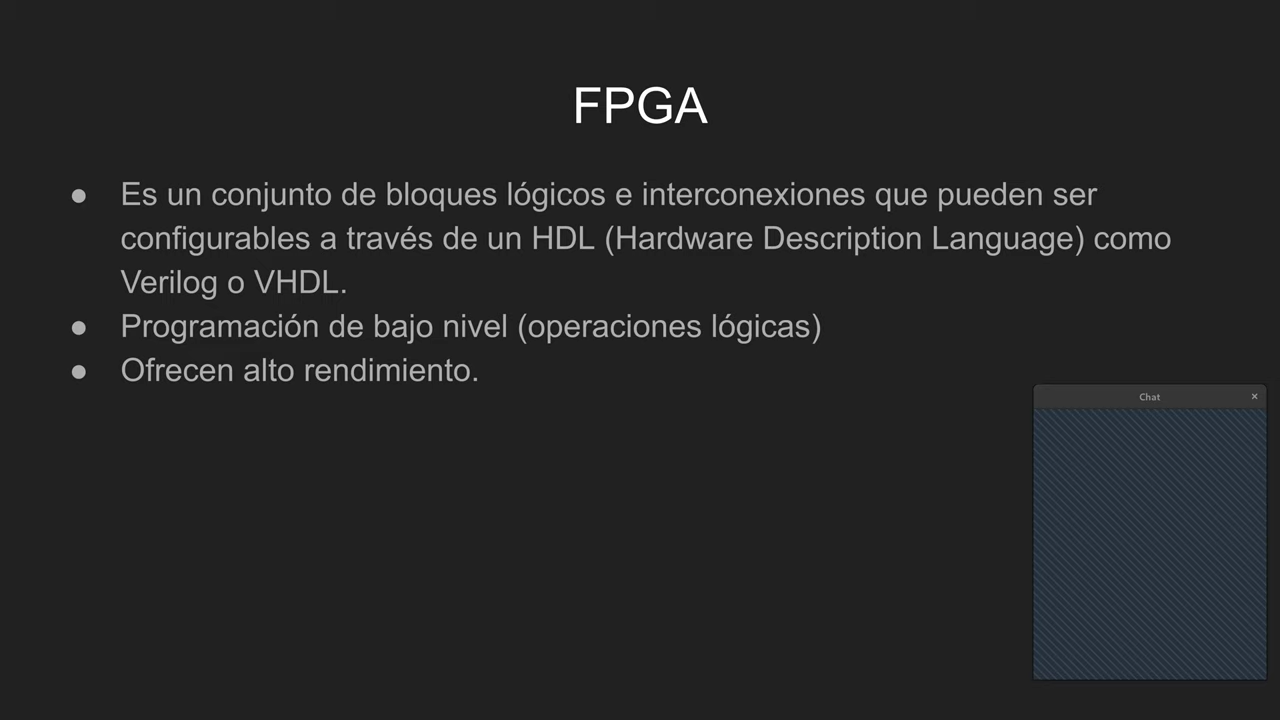 FPGA
● Es un conjunto de bloques lógicos e interconexiones que pueden ser
configurables a través de un HDL (Hardware Description Language) como
Verilog o VHDL.
● Programación de bajo nivel (operaciones lógicas)
● Ofrecen alto rendimiento.
Chat ×